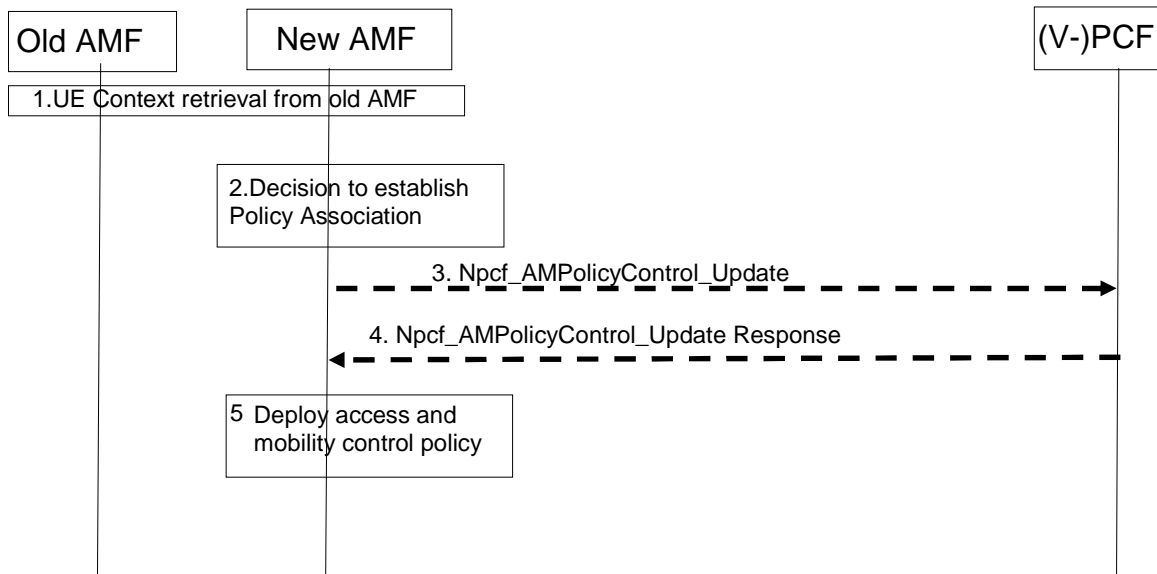 Old AMF
New AMF
(V-)PCF
1.UE Context retrieval from old AMF
2.Decision to establish
Policy Association
3. Npcf_AMPolicyControl_Update
4. Npcf_AMPolicyControl_Update Response
5 Deploy access and
mobility control policy